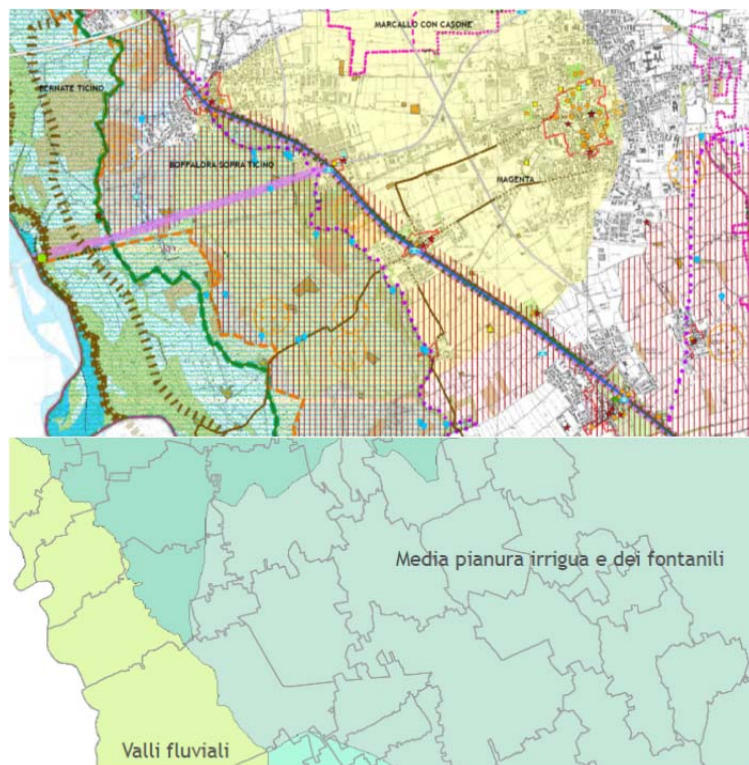 MARCALLO CON CASONE
BERNATE TICINO
BOFFALORA SOPRA TICINO
MAGENTA
Media pianura irrigua e dei fontanili
Valli fluviali